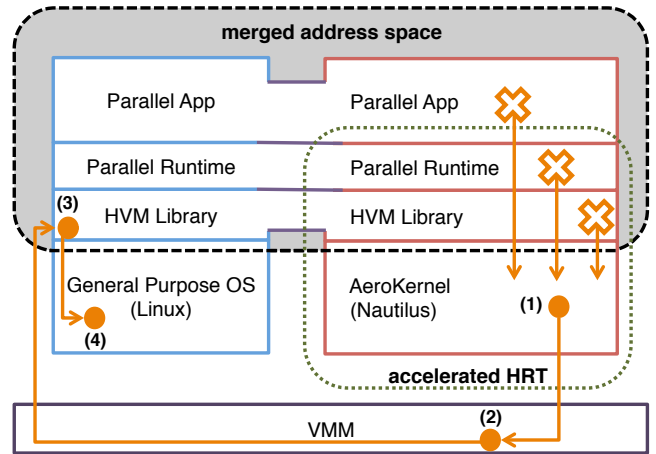 merged address space
Parallel App
Parallel App
Parallel Runtime
Parallel Runtime
(3)
HVM Library
HVM Library
General Purpose OS
(Linux)
AeroKernel
(Nautilus)
(1)
(4)
accelerated HRT
(2)
VMM